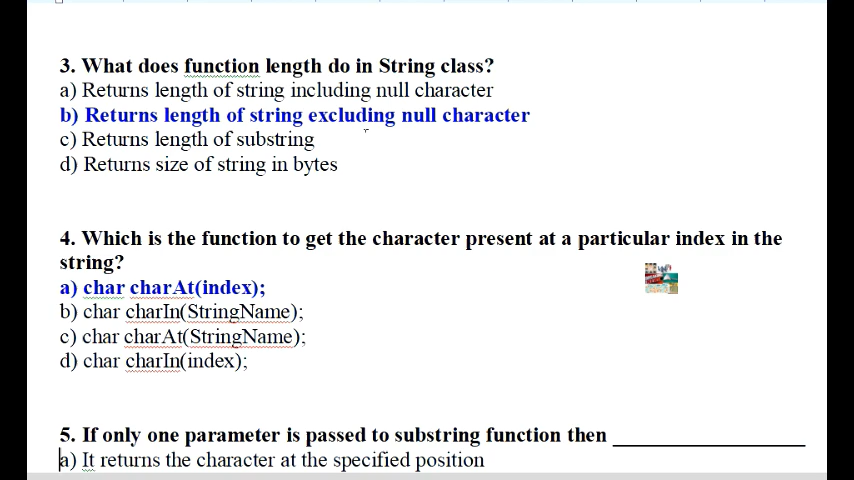 3. What does function length do in String class?
a) Returns length of string including null character
b) Returns length of string excluding null character
c) Returns length of substring
d) Returns size of string in bytes
4. Which is the function to get the character present at a particular index in the
string?
a) char charAt(index);
b) char charIn(StringName);
c) char charAt(StringName);
d) char charIn(index);
5. If only one parameter is passed to substring function then __________________
a) It returns the character at the specified position